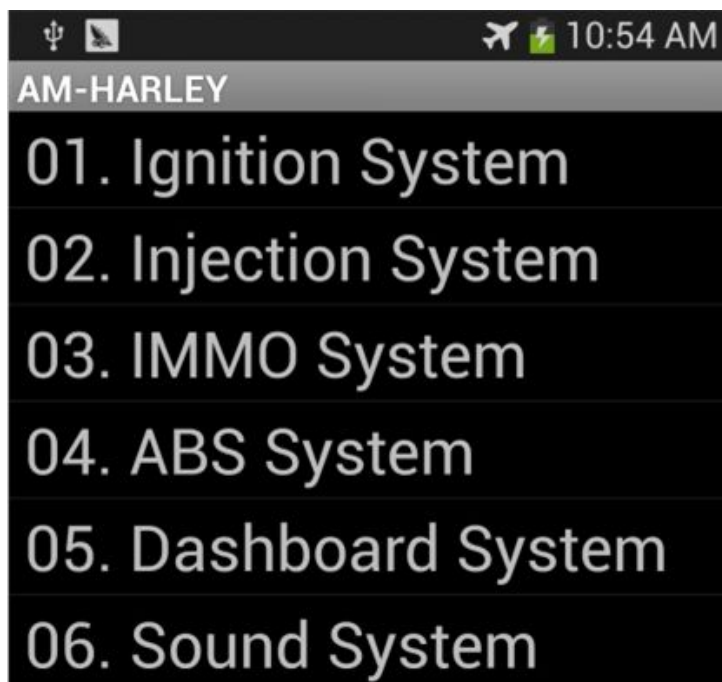 10:54 AM
AM-HARLEY
01. Ignition System
02. Injection System
03. IMMO System
04. ABS System
05. Dashboard System
06. Sound System